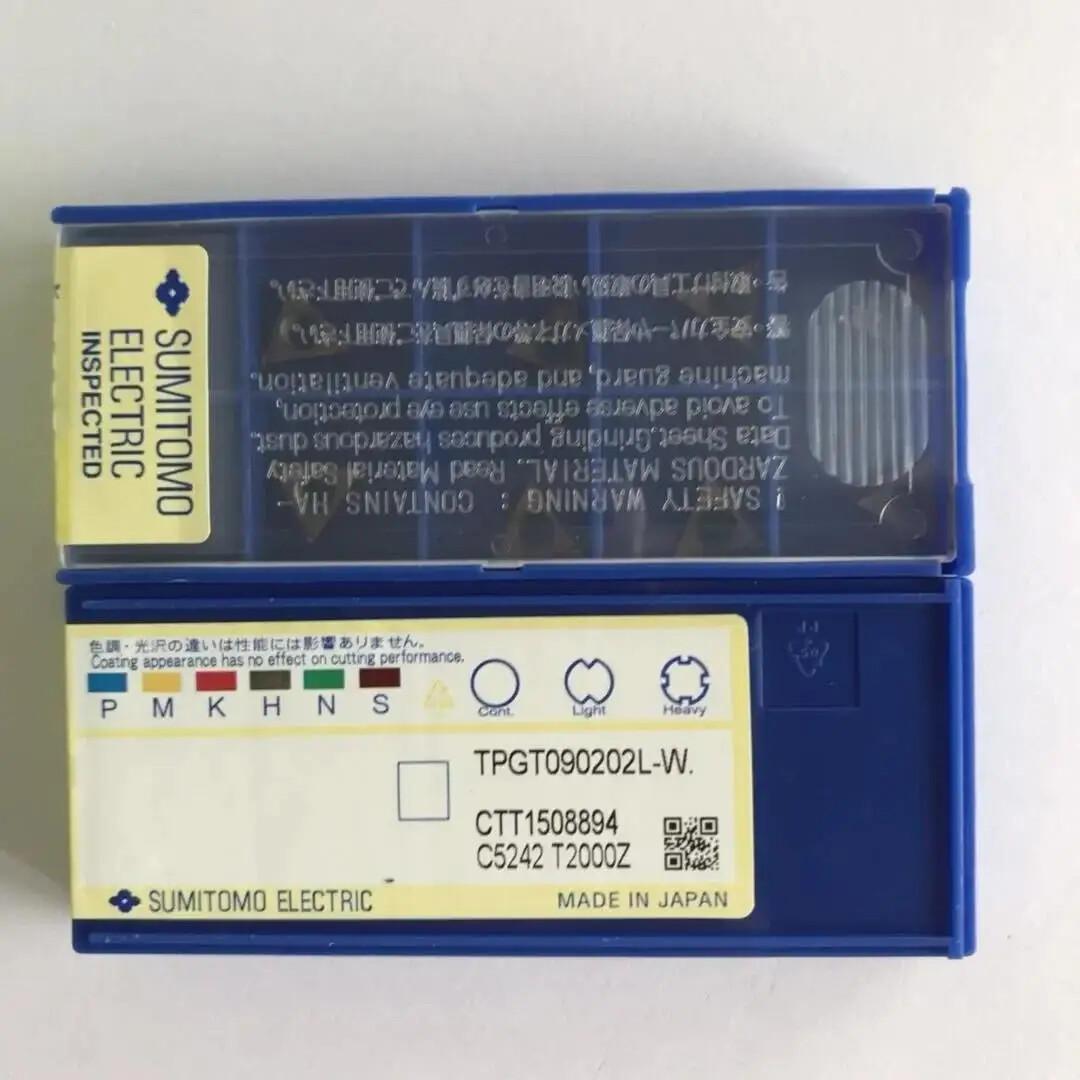 SUMITOMO
ELECTRIC
INSPECTED
! SAFETY WARNING : CONTAINS HA-
ZARDOUS MATERIAL. Read Material Safety
Data Sheet. Grinding produces hazardous dust.
To avoid adverse effects use eye protection,
machine guard, and adequate ventilation.
色調・光沢の違いは性能には影響ありません。
Coating appearance has no effect on cutting performance.
P M K H N S
Cont. Light Heavy
TPGT090202L-W.
CTT1508894
C5242 T2000Z
SUMITOMO ELECTRIC
MADE IN JAPAN